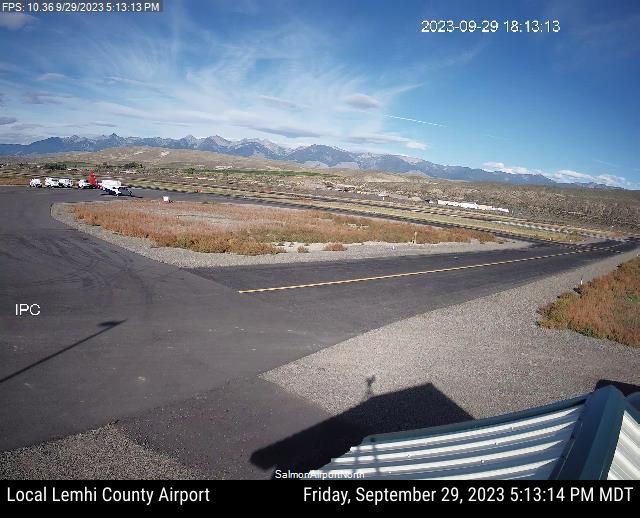 FPS: 10.36 9/29/2023 5:13:13 PM
2023-09-29 18:13:13
IPC
SalmonAirportNorth
Local Lemhi County Airport
Friday, September 29, 2023 5:13:14 PM MDT